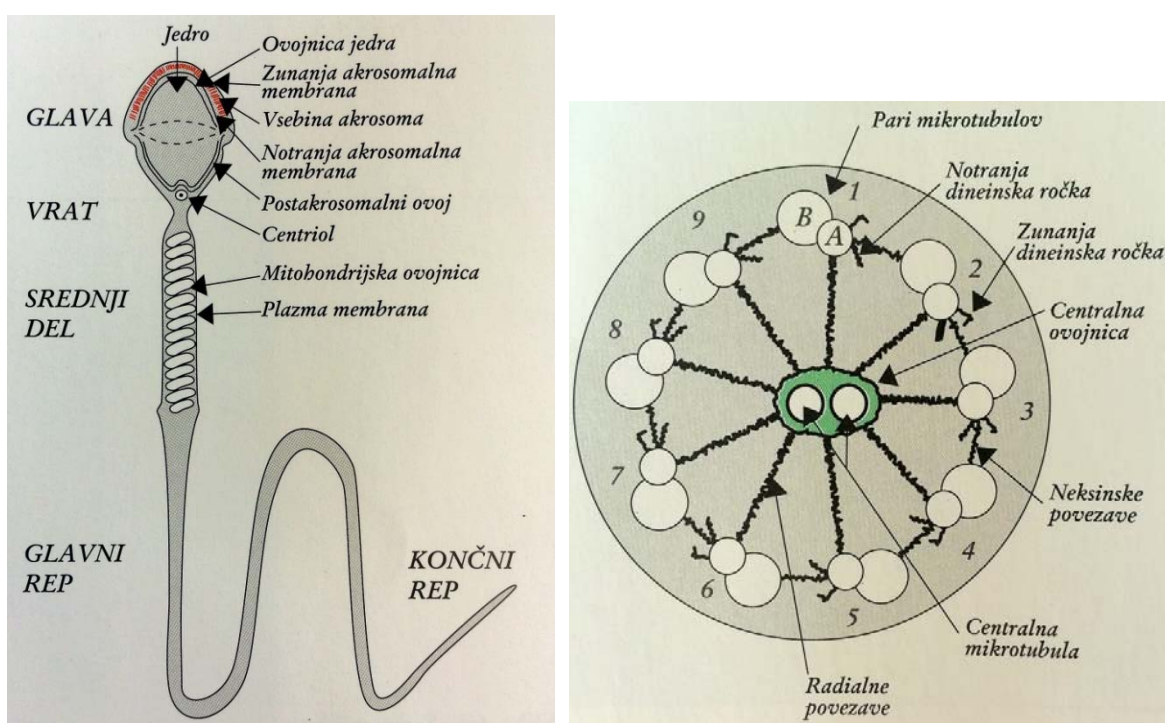 Jedro
Ovojnica jedra
Zunanja akrosomalna
membrana
GLAVA
Vsebina akrosoma
Notranja akrosomalna
membrana
VRAT
Postakrosomalni ovoj
Centriol
Mitohondrijska ovojnica
SREDNJI
DEL
Plazma membrana
GLAVNI
REP
KONČNI
REP
Pari mikrotubulov
Notranja
dineinska ročka
1
B
A
9
Zunanja
dineinska ročka
2
Centralna
ovojnica
8
3
7
Neksinske
povezave
4
6
5
Centralna
mikrotubula
Radialne
povezave